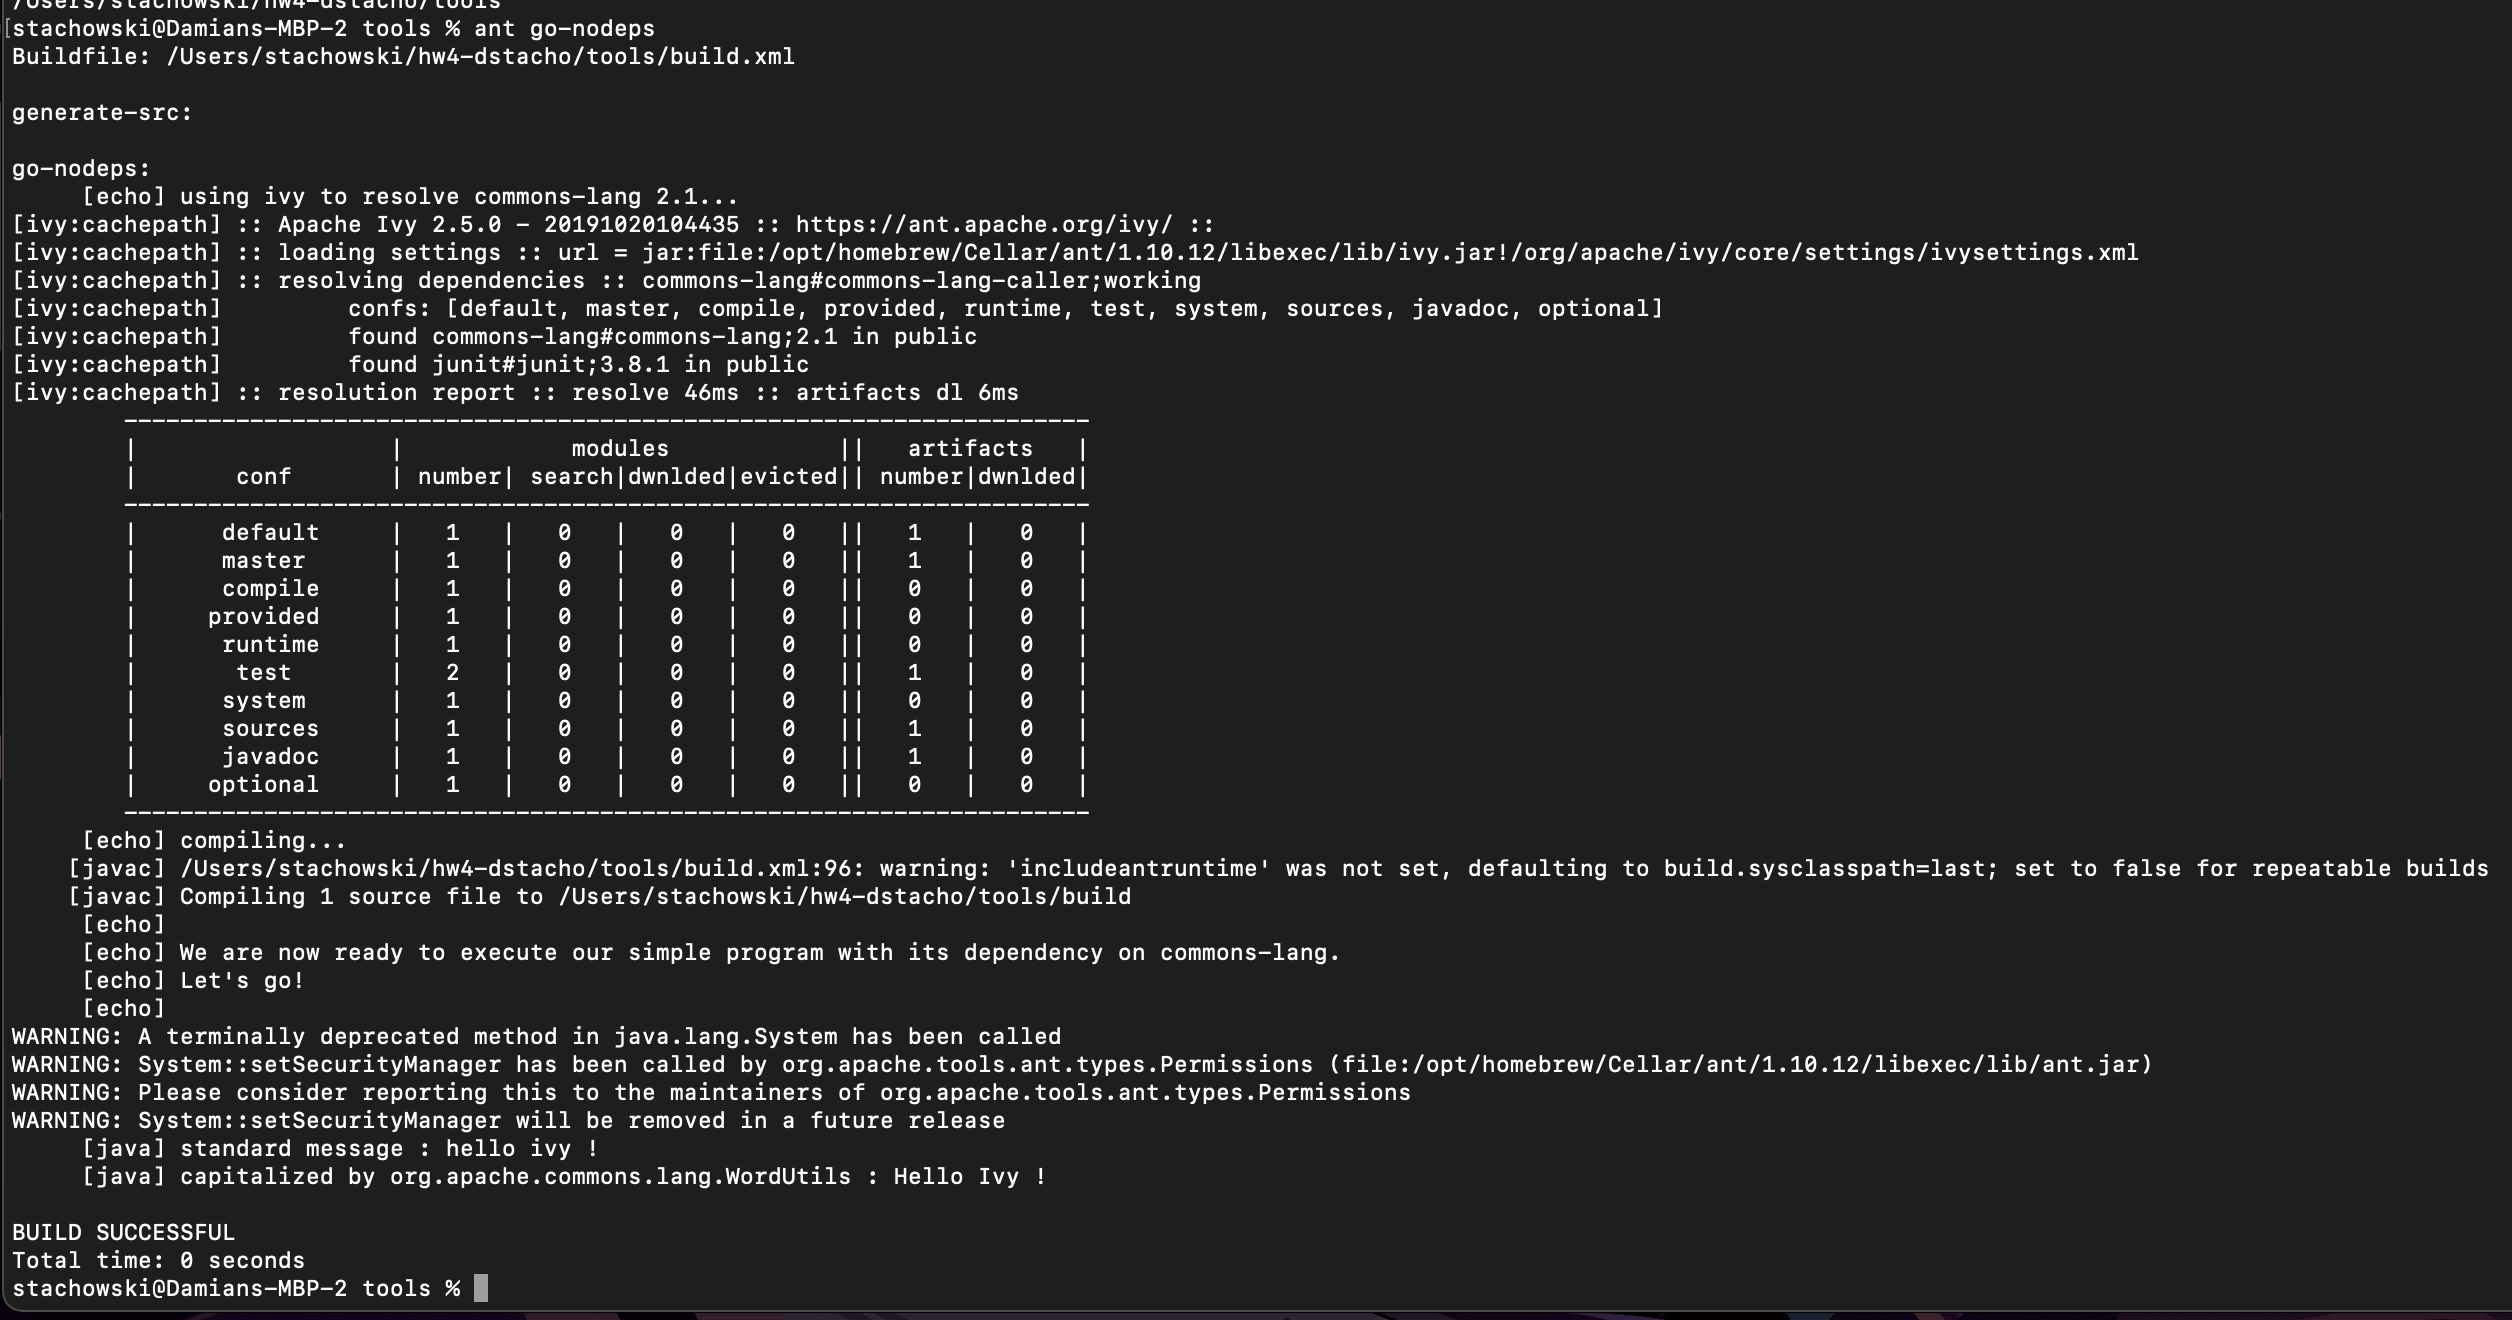 /Users/stachowski/hw4-dstacho/tools
[stachowski@Damians-MBP-2 tools % ant go-nodeps
Buildfile: /Users/stachowski/hw4-dstacho/tools/build.xml
generate-src:
go-nodeps:
[echo] using ivy to resolve commons-lang 2.1...
[ivy:cachepath] :: Apache Ivy 2.5.0 - 20191020104435 :: https://ant.apache.org/ivy/ ::
[ivy:cachepath] :: loading settings :: url = jar:file:/opt/homebrew/Cellar/ant/1.10.12/libexec/lib/ivy.jar!/org/apache/ivy/core/settings/ivysettings.xml
[ivy:cachepath] :: resolving dependencies :: commons-lang#commons-lang-caller;working
[ivy:cachepath] confs: [default, master, compile, provided, runtime, test, system, sources, javadoc, optional]
[ivy:cachepath] found commons-lang#commons-lang;2.1 in public
[ivy:cachepath] found junit#junit;3.8.1 in public
[ivy:cachepath] :: resolution report :: resolve 46ms :: artifacts dl 6ms
---------------------------------------------------------------------
| | modules || artifacts |
| conf | number| search|dwnlded|evicted|| number|dwnlded|
---------------------------------------------------------------------
| default | 1 | 0 | 0 | 0 || 1 | 0 |
| master | 1 | 0 | 0 | 0 || 1 | 0 |
| compile | 1 | 0 | 0 | 0 || 0 | 0 |
| provided | 1 | 0 | 0 | 0 || 0 | 0 |
| runtime | 1 | 0 | 0 | 0 || 0 | 0 |
| test | 2 | 0 | 0 | 0 || 1 | 0 |
| system | 1 | 0 | 0 | 0 || 0 | 0 |
| sources | 1 | 0 | 0 | 0 || 1 | 0 |
| javadoc | 1 | 0 | 0 | 0 || 1 | 0 |
| optional | 1 | 0 | 0 | 0 || 0 | 0 |
---------------------------------------------------------------------
[echo] compiling...
[javac] /Users/stachowski/hw4-dstacho/tools/build.xml:96: warning: 'includeantruntime' was not set, defaulting to build.sysclasspath=last; set to false for repeatable builds
[javac] Compiling 1 source file to /Users/stachowski/hw4-dstacho/tools/build
[echo]
[echo] We are now ready to execute our simple program with its dependency on commons-lang.
[echo] Let's go!
[echo]
WARNING: A terminally deprecated method in java.lang.System has been called
WARNING: System::setSecurityManager has been called by org.apache.tools.ant.types.Permissions (file:/opt/homebrew/Cellar/ant/1.10.12/libexec/lib/ant.jar)
WARNING: Please consider reporting this to the maintainers of org.apache.tools.ant.types.Permissions
WARNING: System::setSecurityManager will be removed in a future release
[java] standard message : hello ivy !
[java] capitalized by org.apache.commons.lang.WordUtils : Hello Ivy !
BUILD SUCCESSFUL
Total time: 0 seconds
stachowski@Damians-MBP-2 tools %